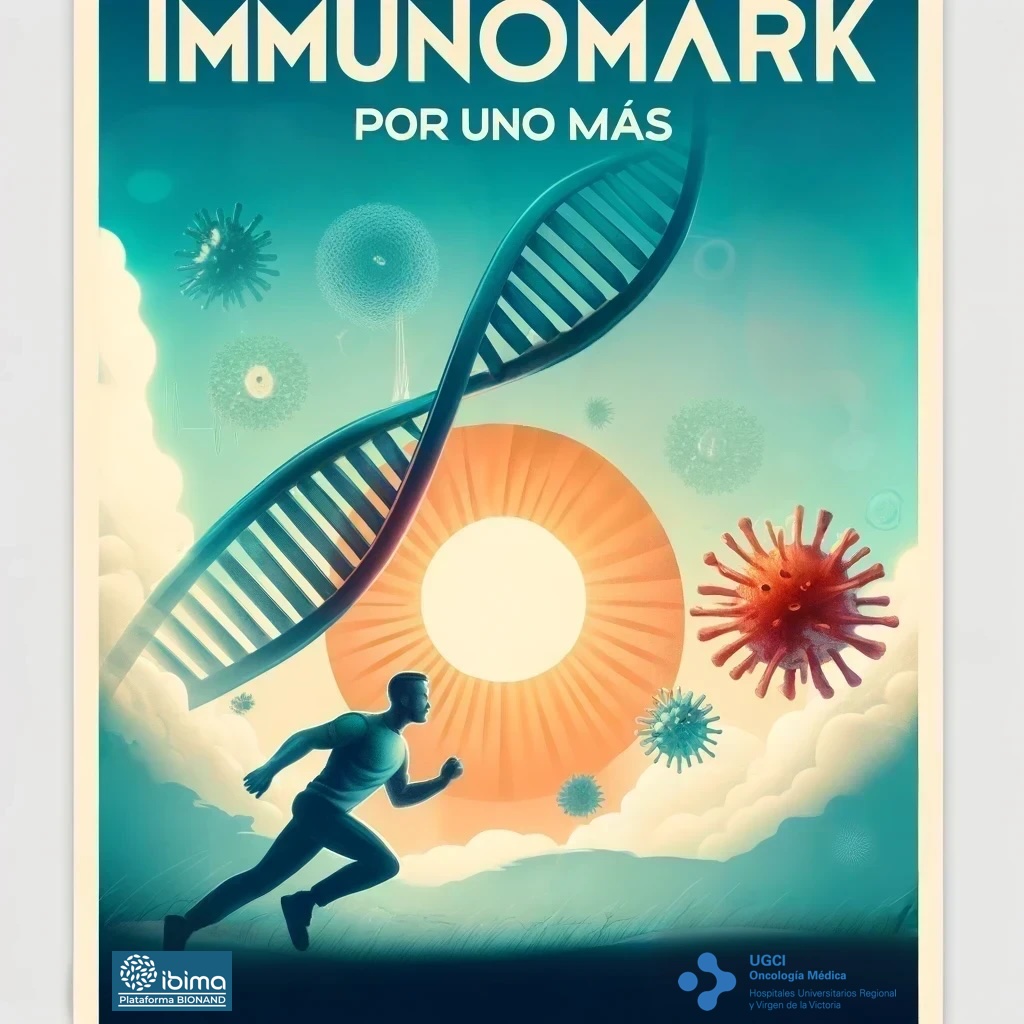 IMMUNOMARK
POR UNO MÁS
ibima
Plataforma BIONAND
UGCI
Oncología Médica
Hospitales Universitarios Regional
y Virgen de la Victoria